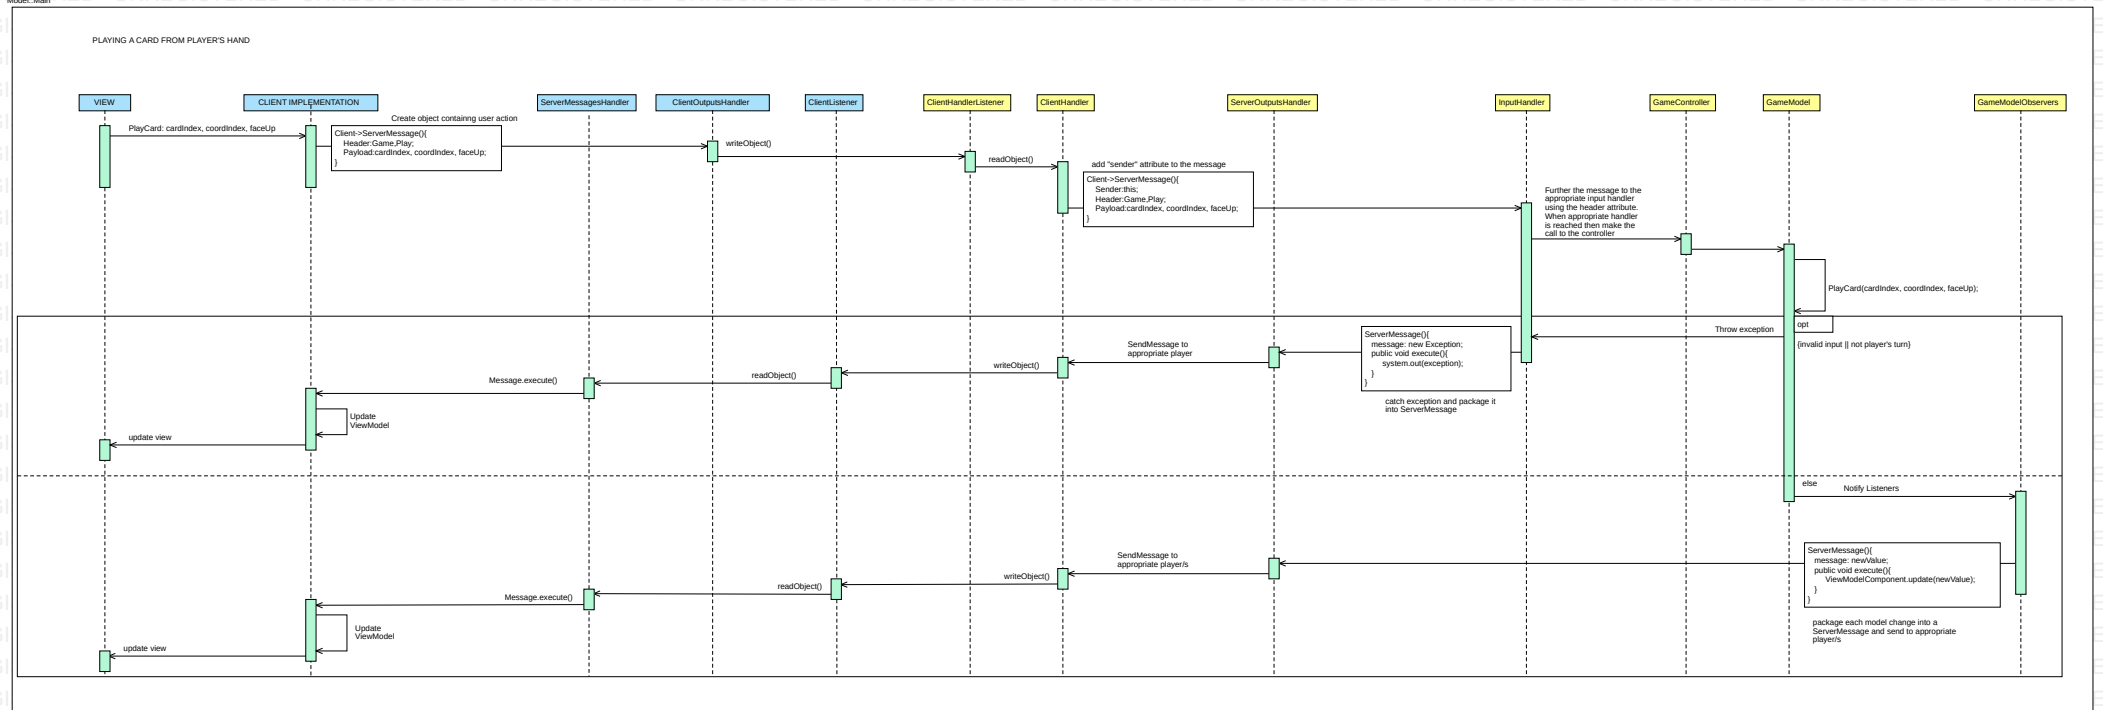 Model::Main
PLAYING A CARD FROM PLAYER'S HAND
VIEW
CLIENT IMPLEMENTATION
ServerMessagesHandler
ClientOutputsHandler
ClientListener
ClientHandlerListener
ClientHandler
ServerOutputsHandler
InputHandler
GameController
GameModel
GameModelObservers
PlayCard: cardIndex, coordIndex, faceUp
Create object containng user action
Client->ServerMessage(){
Header:Game,Play;
Payload:cardIndex, coordIndex, faceUp;
}
writeObject()
readObject()
add "sender" attribute to the message
Client->ServerMessage(){
Sender:this;
Header:Game,Play;
Payload:cardIndex, coordIndex, faceUp;
}
Further the message to the
appropriate input handler
using the header attribute.
When appropriate handler
is reached then make the
call to the controller
PlayCard(cardIndex, coordIndex, faceUp);
opt
{invalid input || not player's turn}
Throw exception
ServerMessage(){
message: new Exception;
public void execute(){
system.out(exception);
}
}
catch exception and package it
into ServerMessage
SendMessage to
appropriate player
writeObject()
readObject()
Message.execute()
Update
ViewModel
update view
else
Notify Listeners
ServerMessage(){
message: newValue;
public void execute(){
ViewModelComponent.update(newValue);
}
}
package each model change into a
ServerMessage and send to appropriate
player/s
SendMessage to
appropriate player/s
writeObject()
readObject()
Message.execute()
Update
ViewModel
update view